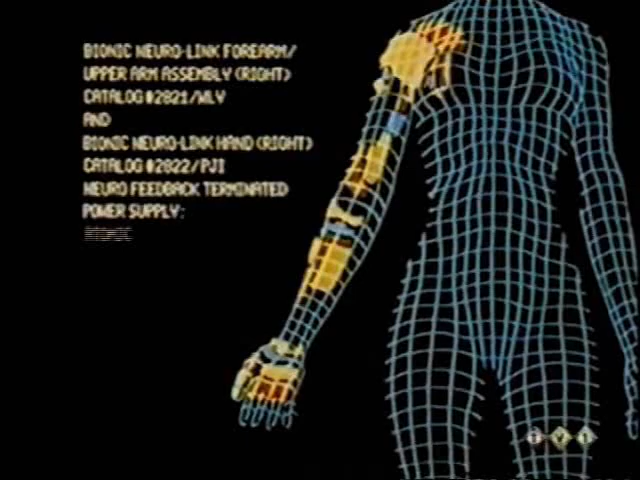 BIONIC NEURO-LINK FOREARM/
UPPER ARM ASSEMBLY (RIGHT)
CATALOG #2821/WLV
AND
BIONIC NEURO-LINK HAND (RIGHT)
CATALOG #2822/PJI
NEURO FEEDBACK TERMINATED
POWER SUPPLY: